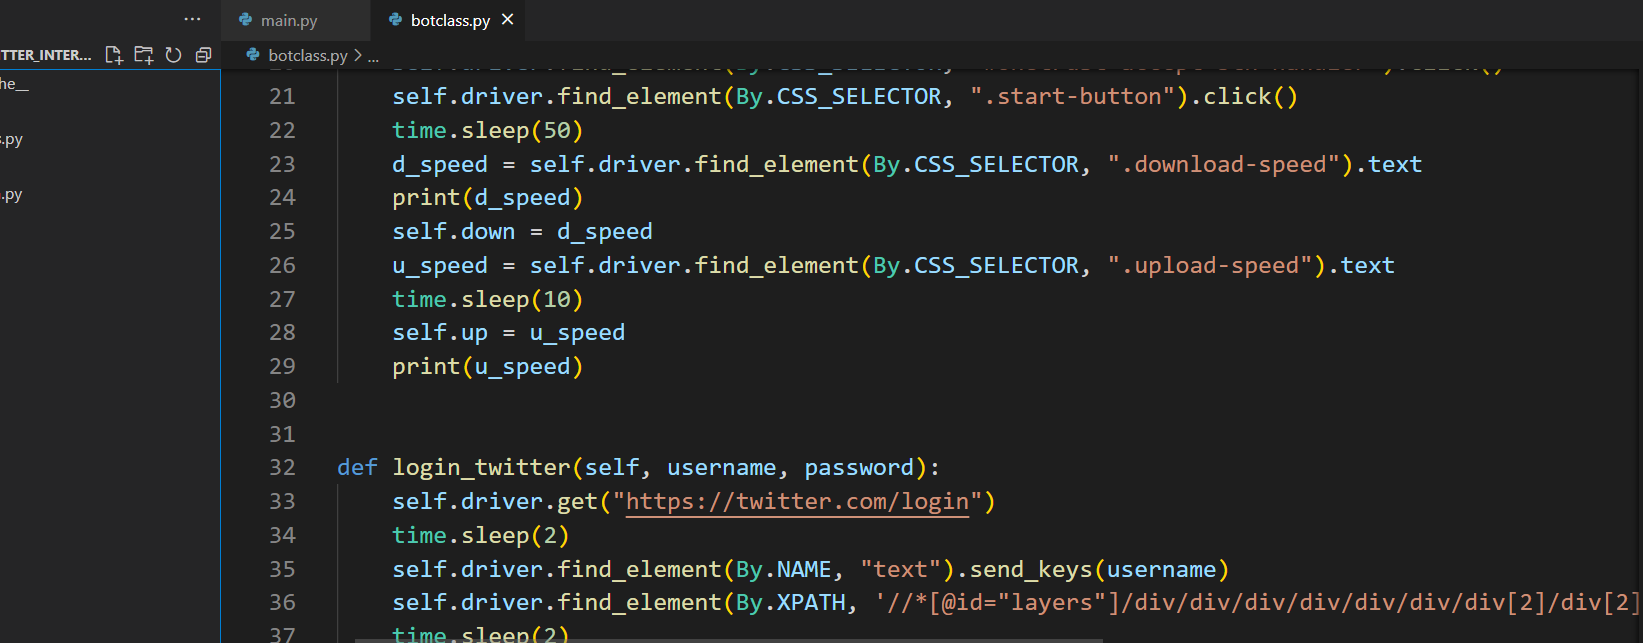 ...
main.py
botclass.py ×
TTER_INTER...
botclass.py > ...
he__
.py
.py
21 self.driver.find_element(By.CSS_SELECTOR, ".start-button").click()
22 time.sleep(50)
23 d_speed = self.driver.find_element(By.CSS_SELECTOR, ".download-speed").text
24 print(d_speed)
25 self.down = d_speed
26 u_speed = self.driver.find_element(By.CSS_SELECTOR, ".upload-speed").text
27 time.sleep(10)
28 self.up = u_speed
29 print(u_speed)
30
31
32 def login_twitter(self, username, password):
33 self.driver.get("https://twitter.com/login")
34 time.sleep(2)
35 self.driver.find_element(By.NAME, "text").send_keys(username)
36 self.driver.find_element(By.XPATH, '//*[@id="layers"]/div/div/div/div/div/div/div[2]/div[2]
37 time.sleep(2)